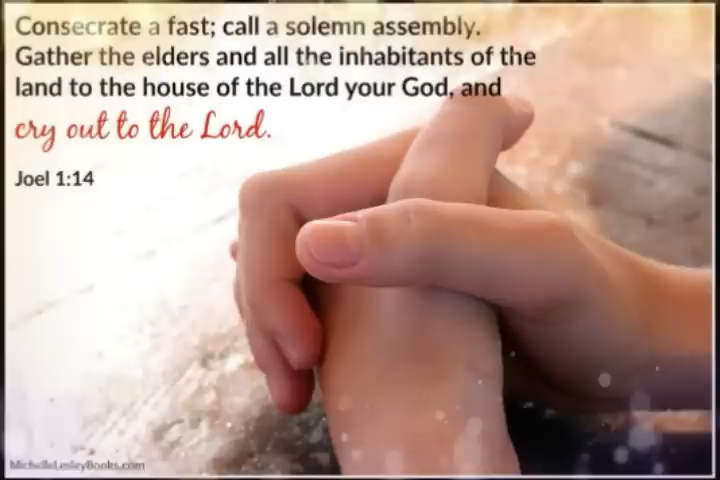 Consecrate a fast; call a solemn assembly.
Gather the elders and all the inhabitants of the
land to the house of the Lord your God, and
cry out to the Lord.
Joel 1:14
MichelleLesleyBooks.com